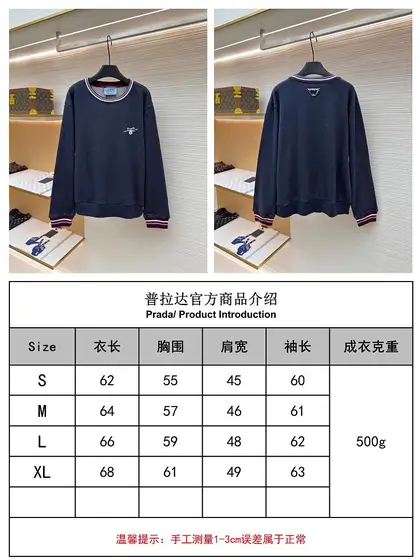 普拉达官方商品介绍
Prada/ Product Introduction
Size 衣长 胸围 肩宽 袖长 成衣克重
S 62 55 45 60
M 64 57 46 61
L 66 59 48 62
XL 68 61 49 63
500g
温馨提示：手工测量1-3cm误差属于正常